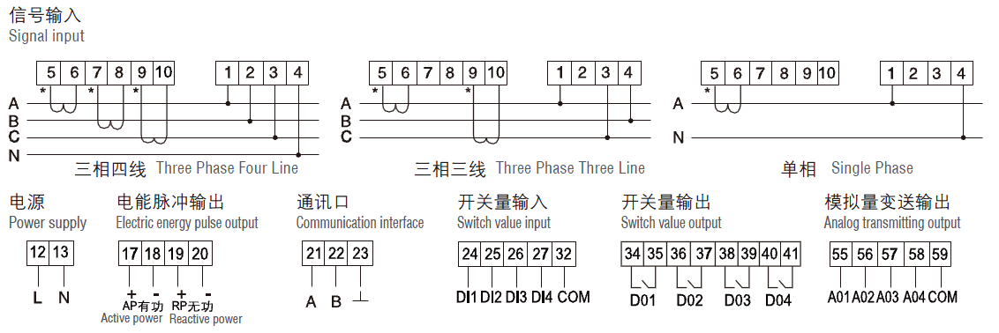 信号输入
Signal input
5 6 7 8 9 10 1 2 3 4
* * *
A
B
C
N
三相四线 Three Phase Four Line
5 6 7 8 9 10 1 2 3 4
* *
A
B
C
三相三线 Three Phase Three Line
5 6 7 8 9 10 1 2 3 4
*
A
N
单相 Single Phase
电源
Power supply
12 13
L N
电能脉冲输出
Electric energy pulse output
17 18 19 20
+ - + -
AP有功 RP无功
Active power Reactive power
通讯口
Communication interface
21 22 23
A B ⊥
开关量输入
Switch value input
24 25 26 27 32
DI1 DI2 DI3 DI4 COM
开关量输出
Switch value output
34 35 36 37 38 39 40 41
D01 D02 D03 D04
模拟量变送输出
Analog transmitting output
55 56 57 58 59
A01 A02 A03 A04 COM